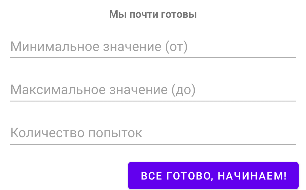 Мы почти готовы
Минимальное значение (от)
Максимальное значение (до)
Количество попыток
ВСЕ ГОТОВО, НАЧИНАЕМ!